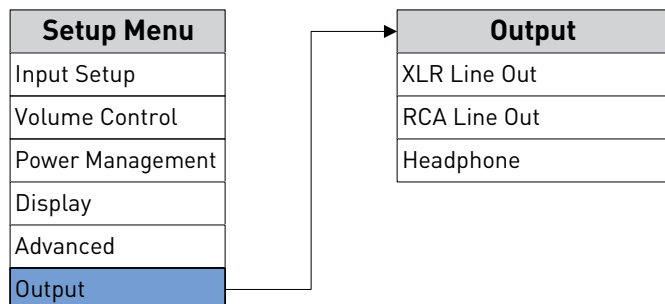 Setup Menu
Input Setup
Volume Control
Power Management
Display
Advanced
Output
Output
XLR Line Out
RCA Line Out
Headphone